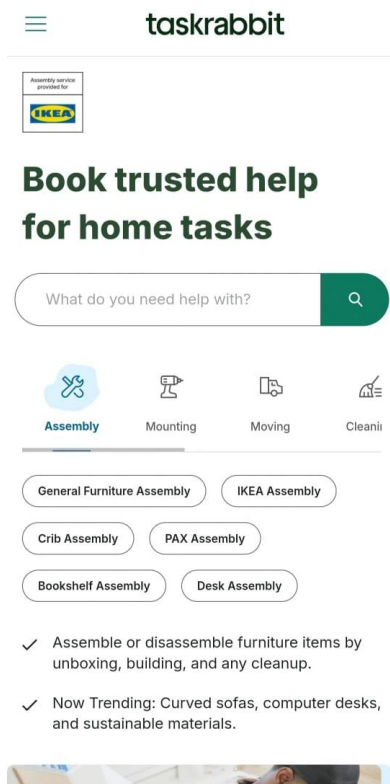 taskrabbit
Assembly service
provided for
IKEA
Book trusted help
for home tasks
What do you need help with?
Assembly
Mounting
Moving
Cleani
General Furniture Assembly
IKEA Assembly
Crib Assembly
PAX Assembly
Bookshelf Assembly
Desk Assembly
Assemble or disassemble furniture items by
unboxing, building, and any cleanup.
Now Trending: Curved sofas, computer desks,
and sustainable materials.